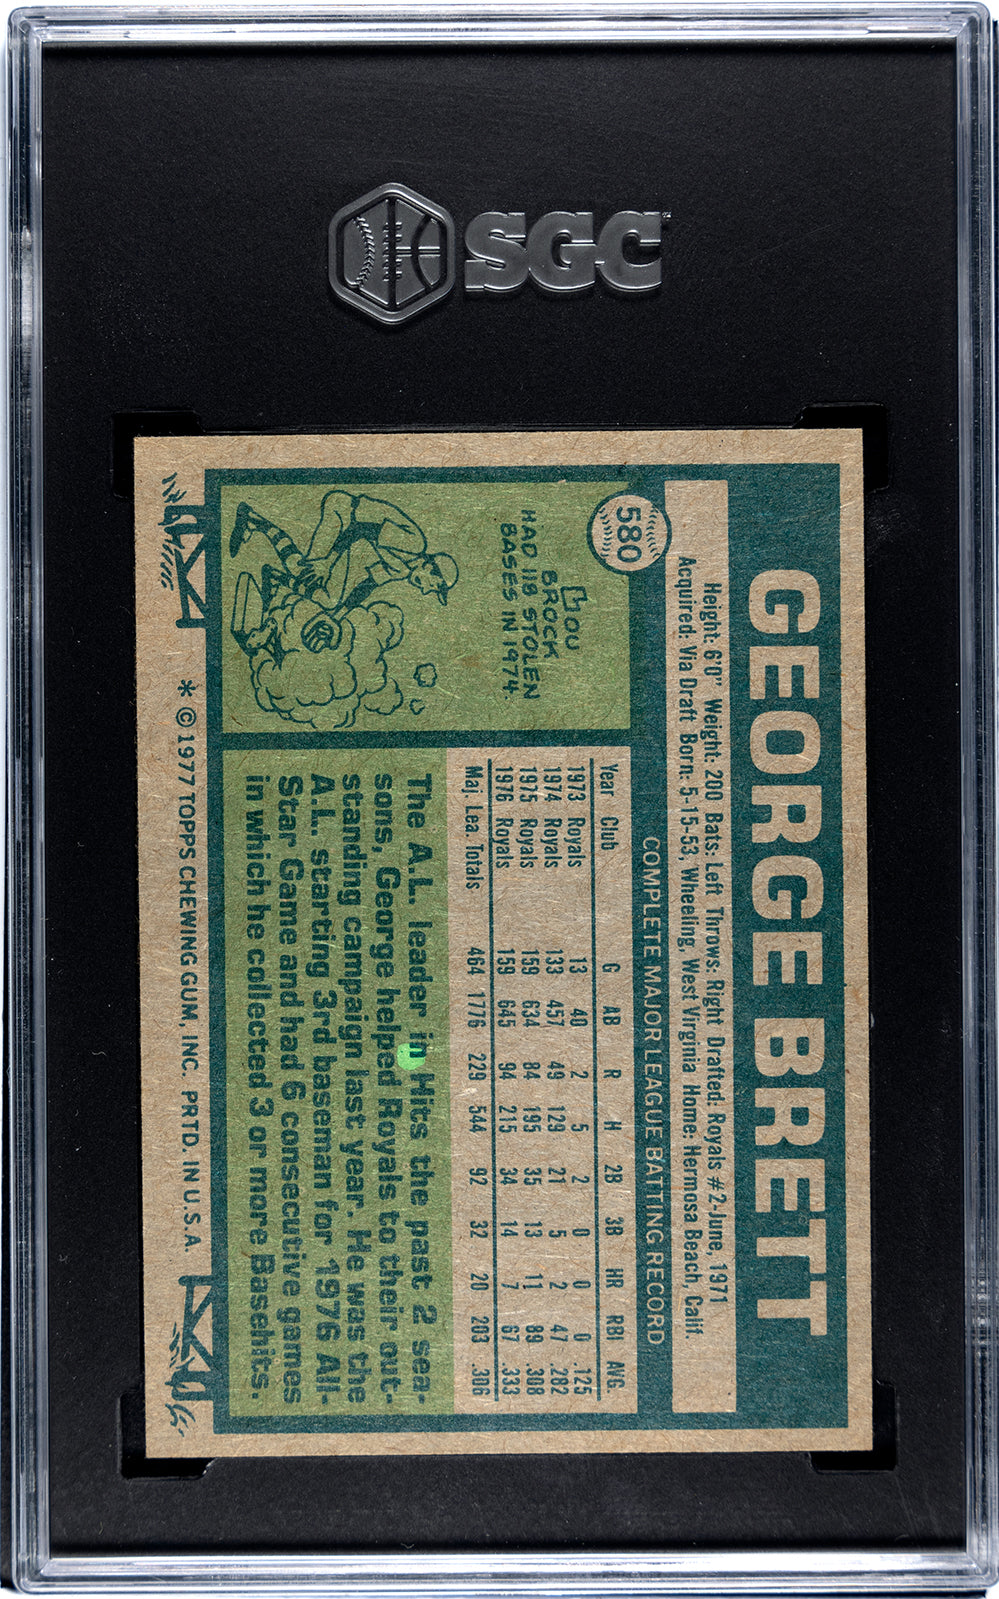 SGC
GEORGE BRETT
Height: 6'0" Weight: 200 Bats: Left Throws: Right Drafted: Royals #2-June, 1971
Acquired: Via Draft Born: 5-15-53, Wheeling, West Virginia Home: Hermosa Beach, Calif.
580
COMPLETE MAJOR LEAGUE BATTING RECORD
LOU
BROCK
HAD 118 STOLEN
BASES IN 1974.
Year Club G AB R H 2B 3B HR RBI AVG.
1973 Royals 13 40 2 5 2 0 0 0 .125
1974 Royals 133 457 49 129 21 5 2 47 .282
1975 Royals 159 634 84 195 35 13 11 89 .308
1976 Royals 159 645 94 215 34 14 7 67 .333
Maj. Lea. Totals 464 1776 229 544 92 32 20 203 .306
The A.L. leader in Hits the past 2 sea-
sons, George helped Royals to their out-
standing campaign last year. He was the
A.L. starting 3rd baseman for 1976 All-
Star Game and had 6 consecutive games
in which he collected 3 or more Basehits.
* © 1977 TOPPS CHEWING GUM, INC. PRTD. IN U.S.A.